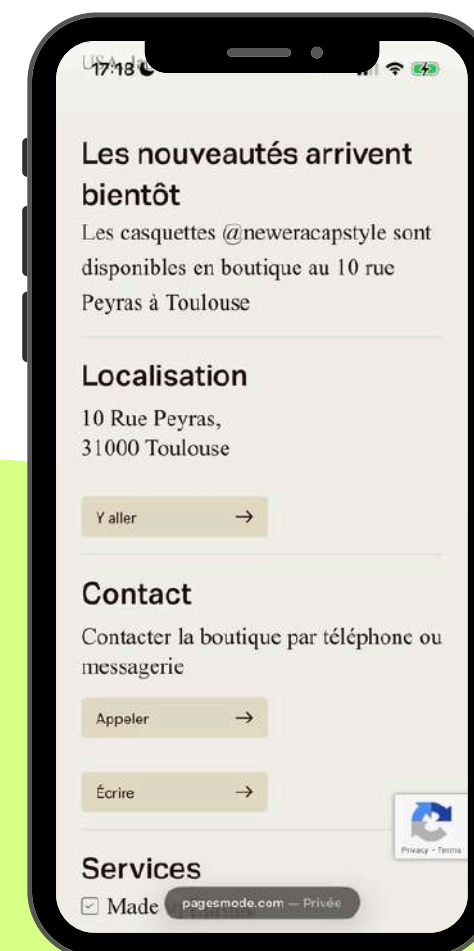 USA, Ja
17:18
Les nouveautés arrivent
bientôt
Les casquettes @neweracapstyle sont
disponibles en boutique au 10 rue
Peyras à Toulouse
Localisation
10 Rue Peyras,
31000 Toulouse
Y aller →
Contact
Contacter la boutique par téléphone ou
messagerie
Appeler →
Écrire →
Privacy - Terms
Services
Made
pagesmode.com — Privée